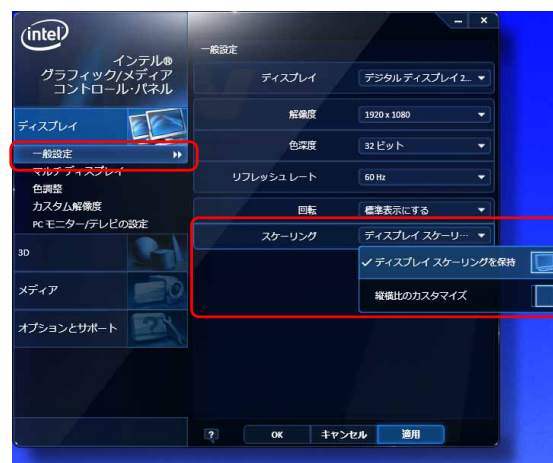 intel
インテル®
グラフィック/メディア
コントロール・パネル
ディスプレイ
一般設定
マルチ ディスプレイ
色調整
カスタム解像度
PC モニター/テレビの設定
3D
メディア
オプションとサポート
一般設定
ディスプレイ デジタル ディスプレイ 2...
解像度 1920 x 1080
色深度 32 ビット
リフレッシュ レート 60 Hz
回転 標準表示にする
スケーリング ディスプレイ スケーリ…
✓ ディスプレイ スケーリングを保持
縦横比のカスタマイズ
? OK キャンセル 適用